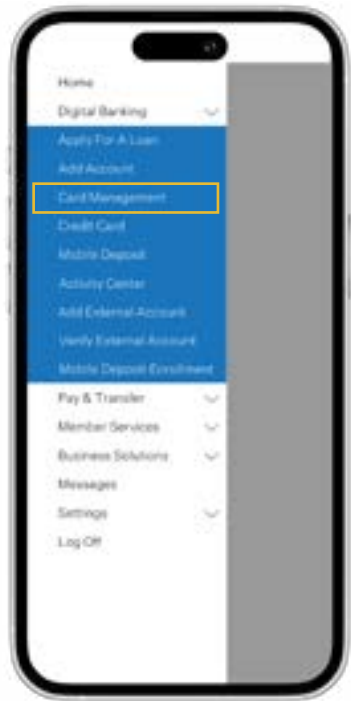 Home
Digital Banking
Apply For A Loan
Add Account
Card Management
Credit Card
Mobile Deposit
Activity Center
Add External Account
Verify External Account
Mobile Deposit Enrollment
Pay & Transfer
Member Services
Business Solutions
Messages
Settings
Log Off